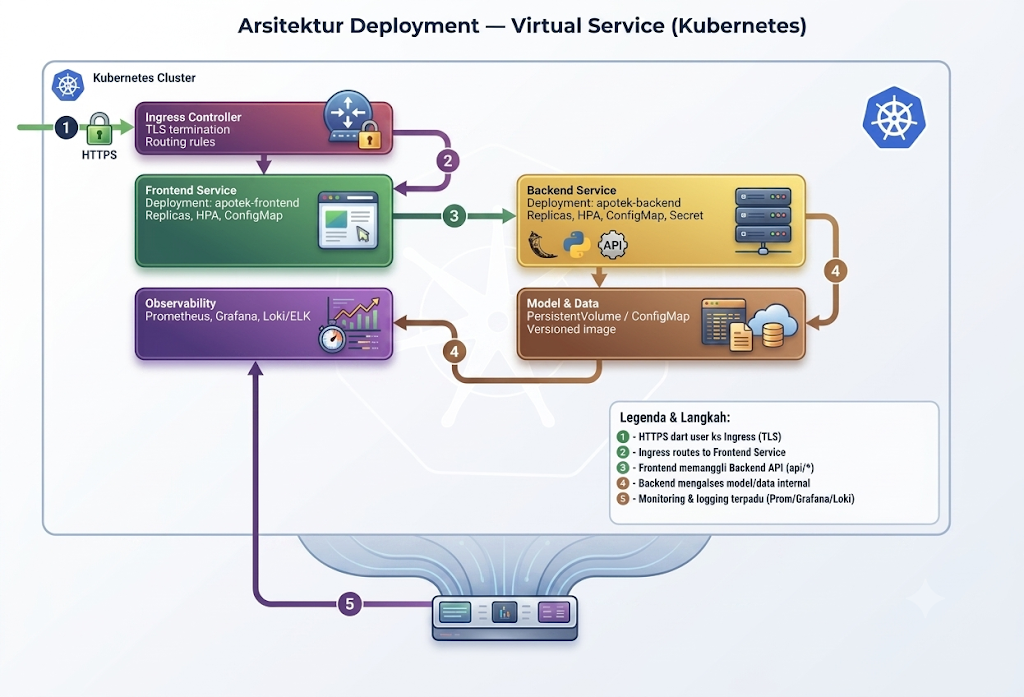 Arsitektur Deployment — Virtual Service (Kubernetes)
Kubernetes Cluster
1
HTTPS
Ingress Controller
TLS termination
Routing rules
2
Frontend Service
Deployment: apotek-frontend
Replicas, HPA, ConfigMap
3
Backend Service
Deployment: apotek-backend
Replicas, HPA, ConfigMap, Secret
API
4
Observability
Prometheus, Grafana, Loki/ELK
4
Model & Data
PersistentVolume / ConfigMap
Versioned image
Legenda & Langkah:
1 - HTTPS dart user ks Ingress (TLS)
2 - Ingress routes to Frontend Service
3 - Frontend memanggli Backend API (api/*)
4 - Backend mengalses model/data internal
5 - Monitoring & logging terpadu (Prom/Grafana/Loki)
5